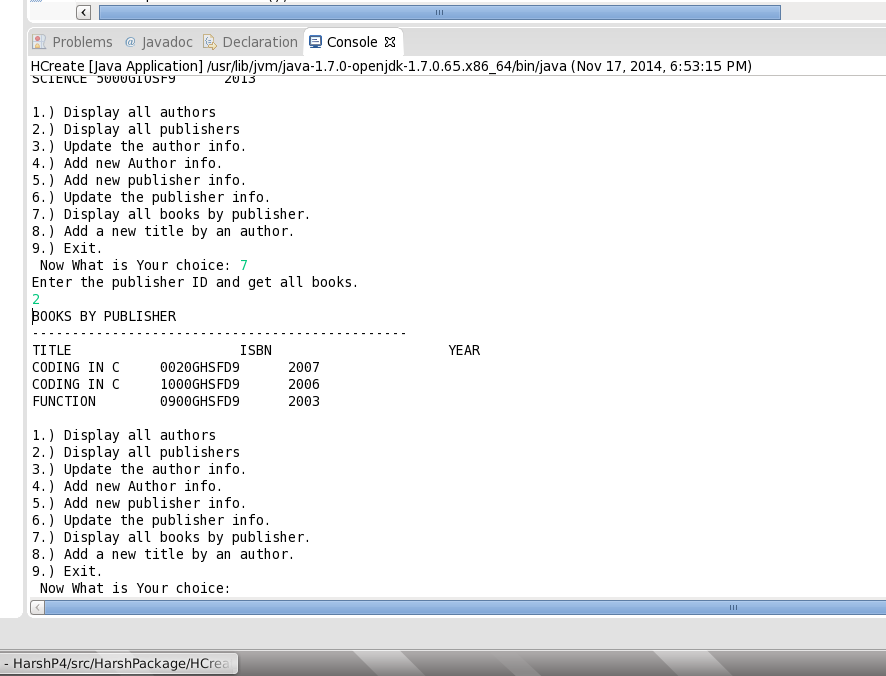 Problems @ Javadoc Declaration Console
HCreate [Java Application] /usr/lib/jvm/java-1.7.0-openjdk-1.7.0.65.x86_64/bin/java (Nov 17, 2014, 6:53:15 PM)
SCIENCE 5000GIUSF9 2013
1.) Display all authors
2.) Display all publishers
3.) Update the author info.
4.) Add new Author info.
5.) Add new publisher info.
6.) Update the publisher info.
7.) Display all books by publisher.
8.) Add a new title by an author.
9.) Exit.
Now What is Your choice: 7
Enter the publisher ID and get all books.
2
BOOKS BY PUBLISHER
-----------------------------------------------
TITLE ISBN YEAR
CODING IN C 0020GHSFD9 2007
CODING IN C 1000GHSFD9 2006
FUNCTION 0900GHSFD9 2003
1.) Display all authors
2.) Display all publishers
3.) Update the author info.
4.) Add new Author info.
5.) Add new publisher info.
6.) Update the publisher info.
7.) Display all books by publisher.
8.) Add a new title by an author.
9.) Exit.
Now What is Your choice:
- HarshP4/src/HarshPackage/HCrea